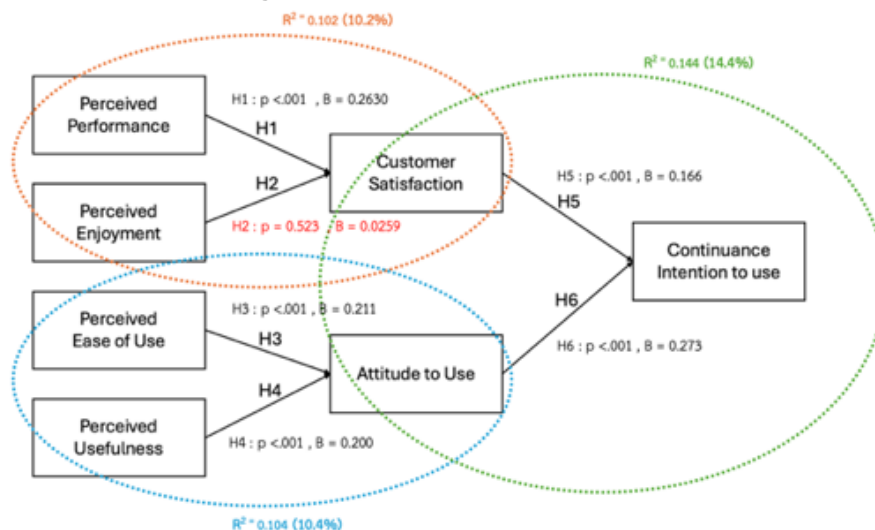 R² = 0.102 (10.2%)
R² = 0.144 (14.4%)
Perceived
Performance
H1 : p <.001 , B = 0.2630
H1
Customer
Satisfaction
H2
Perceived
Enjoyment
H2 : p = 0.523 , B = 0.0259
H5 : p <.001 , B = 0.166
H5
Continuance
Intention to use
Perceived
Ease of Use
H3 : p <.001 , B = 0.211
H3
H6
H6 : p <.001 , B = 0.273
Attitude to Use
H4
Perceived
Usefulness
H4 : p <.001 , B = 0.200
R² = 0.104 (10.4%)